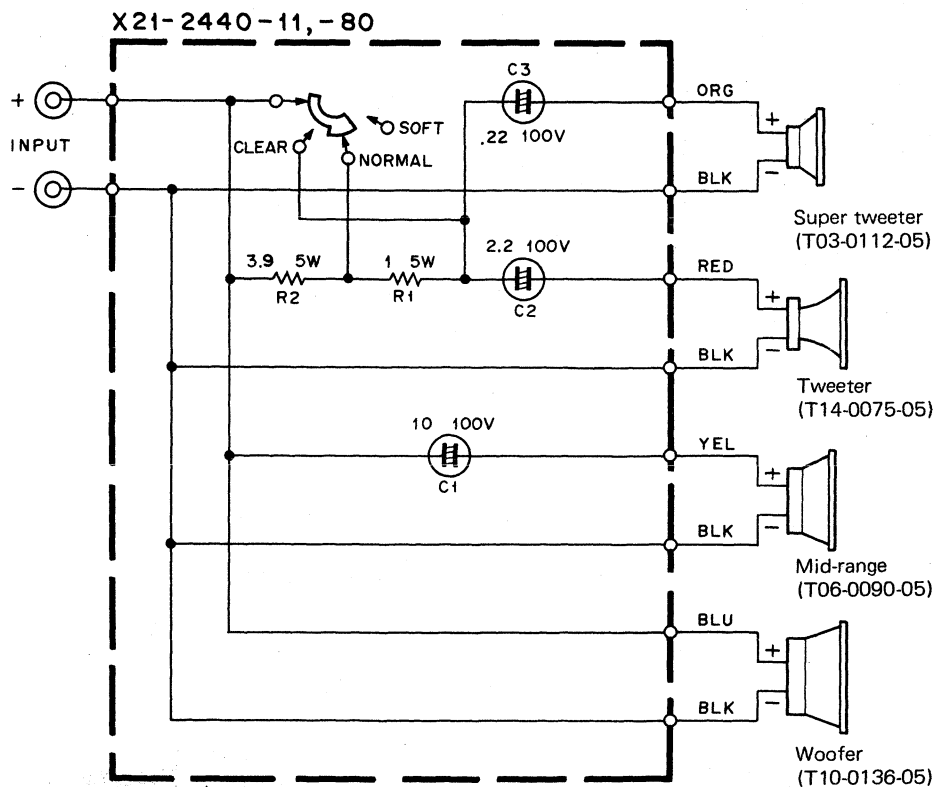 X21-2440-11,-80
C3
+
ORG
+
SOFT
INPUT
CLEAR
.22 100V
NORMAL
-
BLK
-
Super tweeter
(T03-0112-05)
3.9 5W
1 5W
2.2 100V
RED
R2
R1
C2
+
-
BLK
Tweeter
(T14-0075-05)
10 100V
YEL
C1
+
-
BLK
Mid-range
(T06-0090-05)
BLU
+
-
BLK
Woofer
(T10-0136-05)